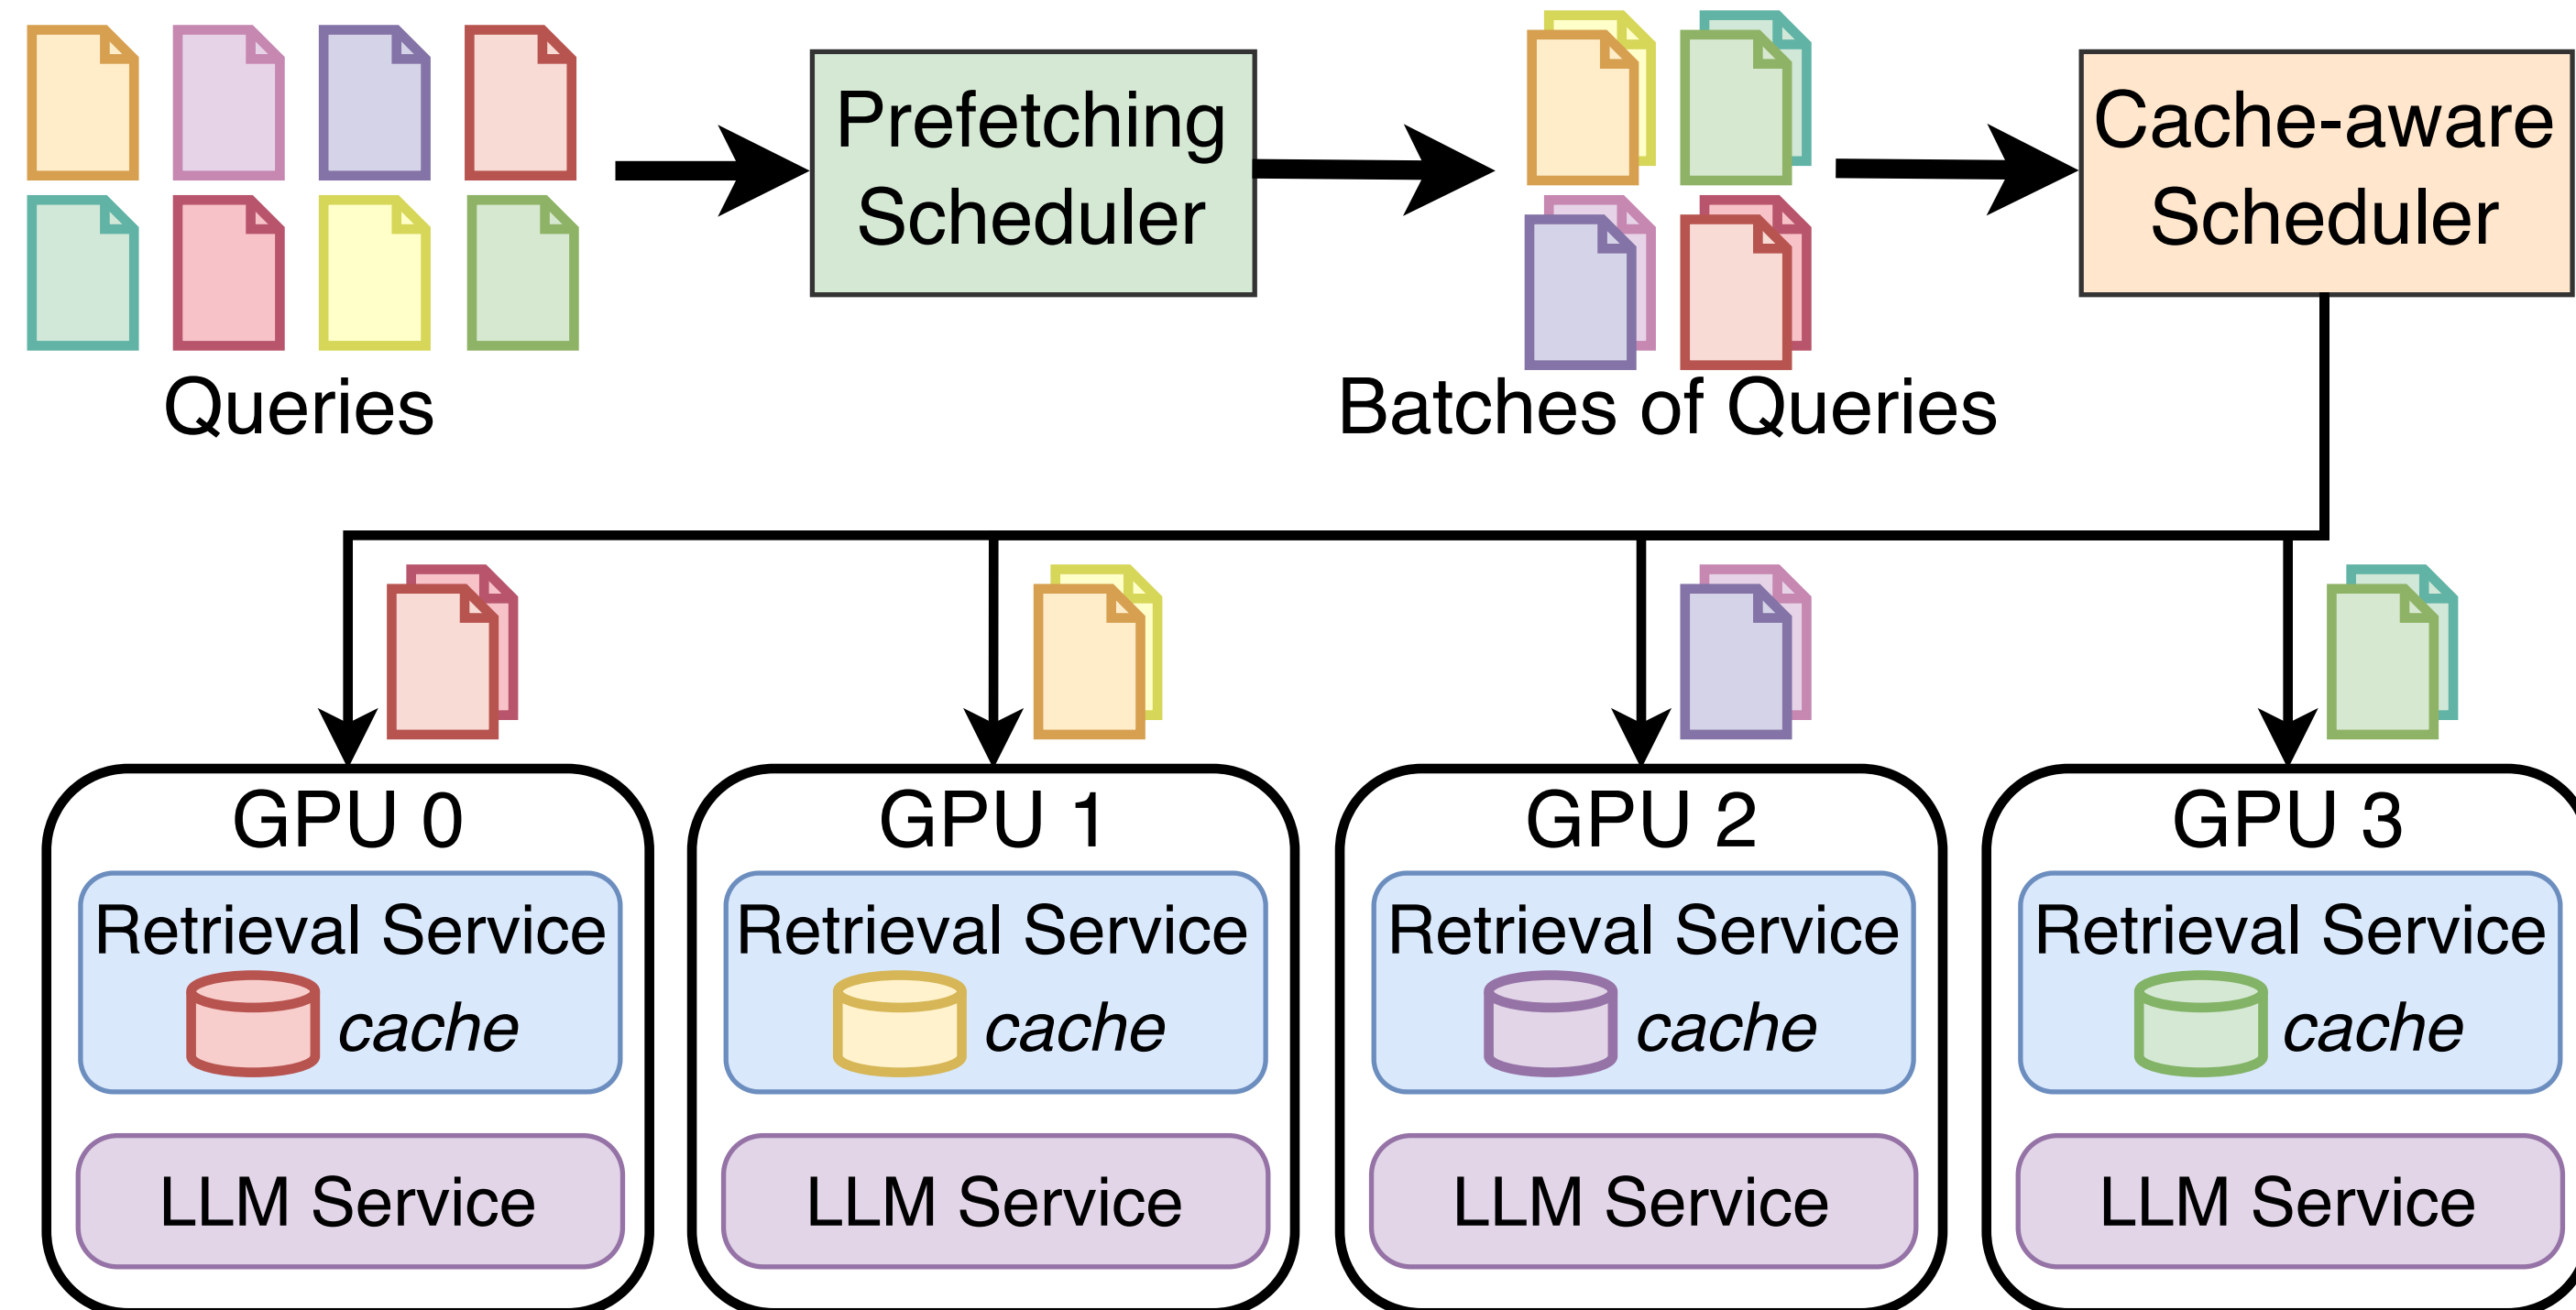 Prefetching
Scheduler
Cache-aware
Scheduler
Queries
Batches of Queries
GPU 0
GPU 1
GPU 2
GPU 3
Retrieval Service
Retrieval Service
Retrieval Service
Retrieval Service
cache
cache
cache
cache
LLM Service
LLM Service
LLM Service
LLM Service